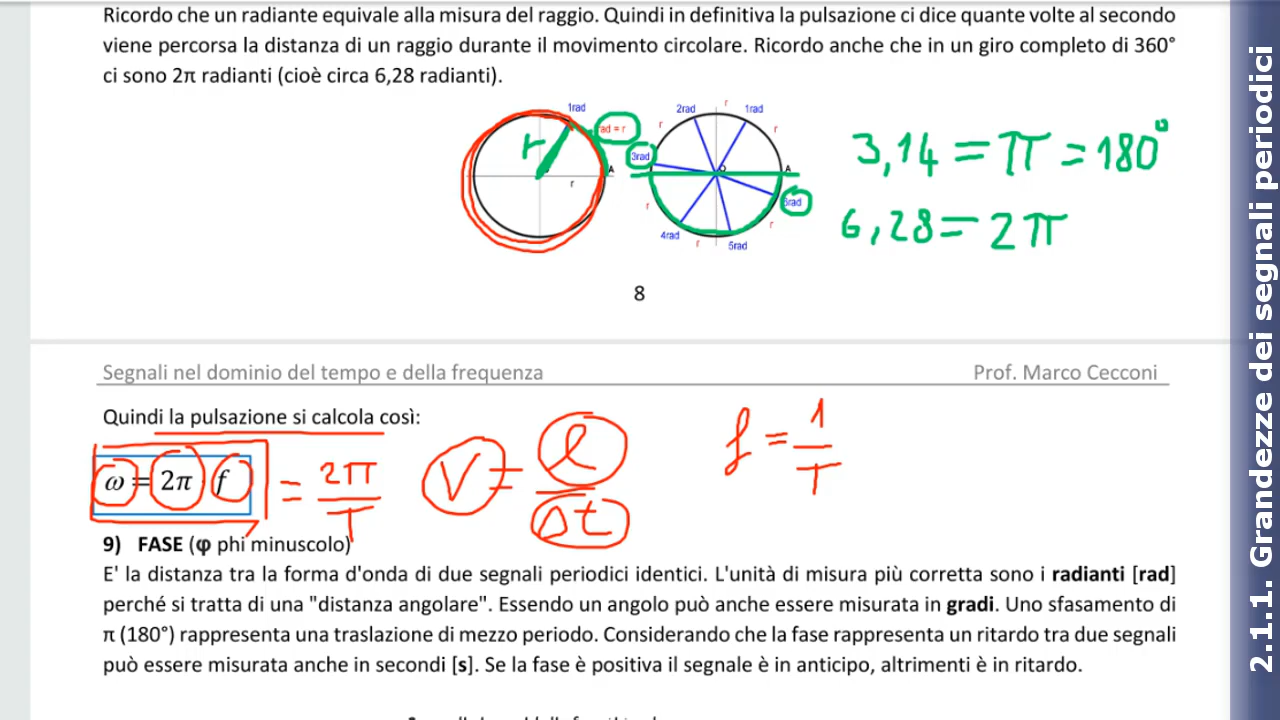 Ricordo che un radiante equivale alla misura del raggio. Quindi in definitiva la pulsazione ci dice quante volte al secondo
viene percorsa la distanza di un raggio durante il movimento circolare. Ricordo anche che in un giro completo di 360°
ci sono 2π radianti (cioè circa 6,28 radianti).
1rad
rad = r
r
A
r
2rad
r
1rad
r
r
3rad
A
6rad
r
r
4rad
r
5rad
3,14 = π = 180°
6,28 = 2π
8
Segnali nel dominio del tempo e della frequenza
Prof. Marco Cecconi
Quindi la pulsazione si calcola così:
ω = 2π f = 2π/T
V = l/Δt
f = 1/T
9) FASE (φ phi minuscolo)
E' la distanza tra la forma d'onda di due segnali periodici identici. L'unità di misura più corretta sono i radianti [rad]
perché si tratta di una "distanza angolare". Essendo un angolo può anche essere misurata in gradi. Uno sfasamento di
π (180°) rappresenta una traslazione di mezzo periodo. Considerando che la fase rappresenta un ritardo tra due segnali
può essere misurata anche in secondi [s]. Se la fase è positiva il segnale è in anticipo, altrimenti è in ritardo.
2.1.1. Grandezze dei segnali periodici